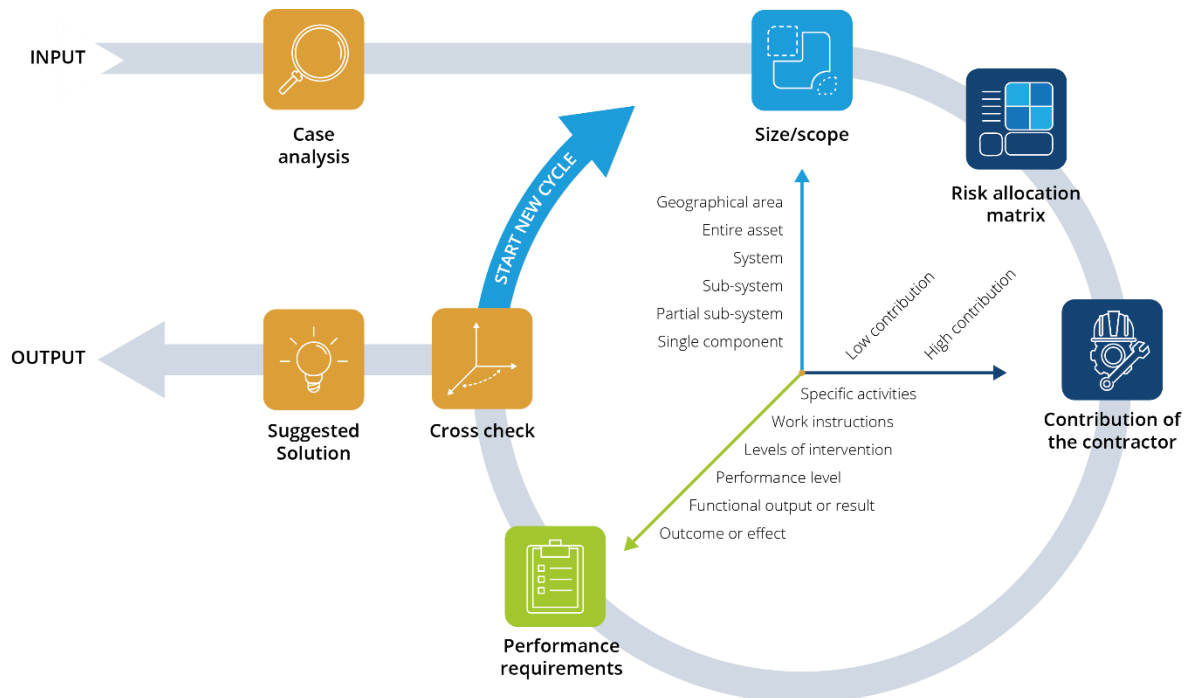 INPUT
Case
analysis
Size/scope
Risk allocation
matrix
START NEW CYCLE
Geographical area
Entire asset
System
Sub-system
Partial sub-system
Single component
Low contribution
High contribution
OUTPUT
Suggested
Solution
Cross check
Specific activities
Work instructions
Levels of intervention
Performance level
Functional output or result
Outcome or effect
Contribution of
the contractor
Performance
requirements